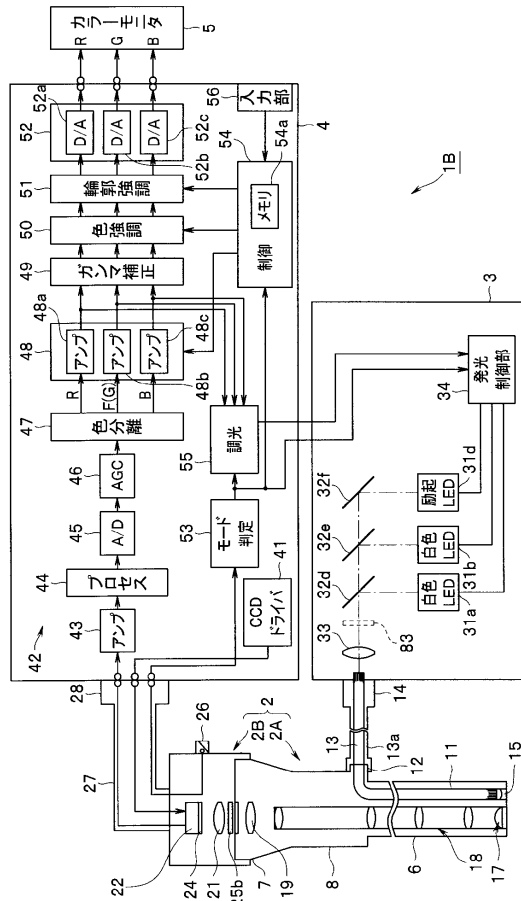 カラーモニタ
5
R
G
B
52a
52
D/A
D/A
D/A
52b
52c
51
輪郭強調
50
色強調
49
ガンマ補正
48a
48
アンプ
アンプ
アンプ
48b
48c
R
F(G)
B
47
色分離
46
AGC
45
A/D
44
プロセス
43
アンプ
42
56
入力部
54
54a
メモリ
制御
55
調光
53
モード判定
41
CCDドライバ
4
1B
3
発光制御部
34
32f
励起LED
31d
32e
白色LED
31b
32d
白色LED
31a
83
33
14
28
27
26
2
2B
2A
22
24
21
25b
19
7
8
13
13a
12
11
15
6
18
17